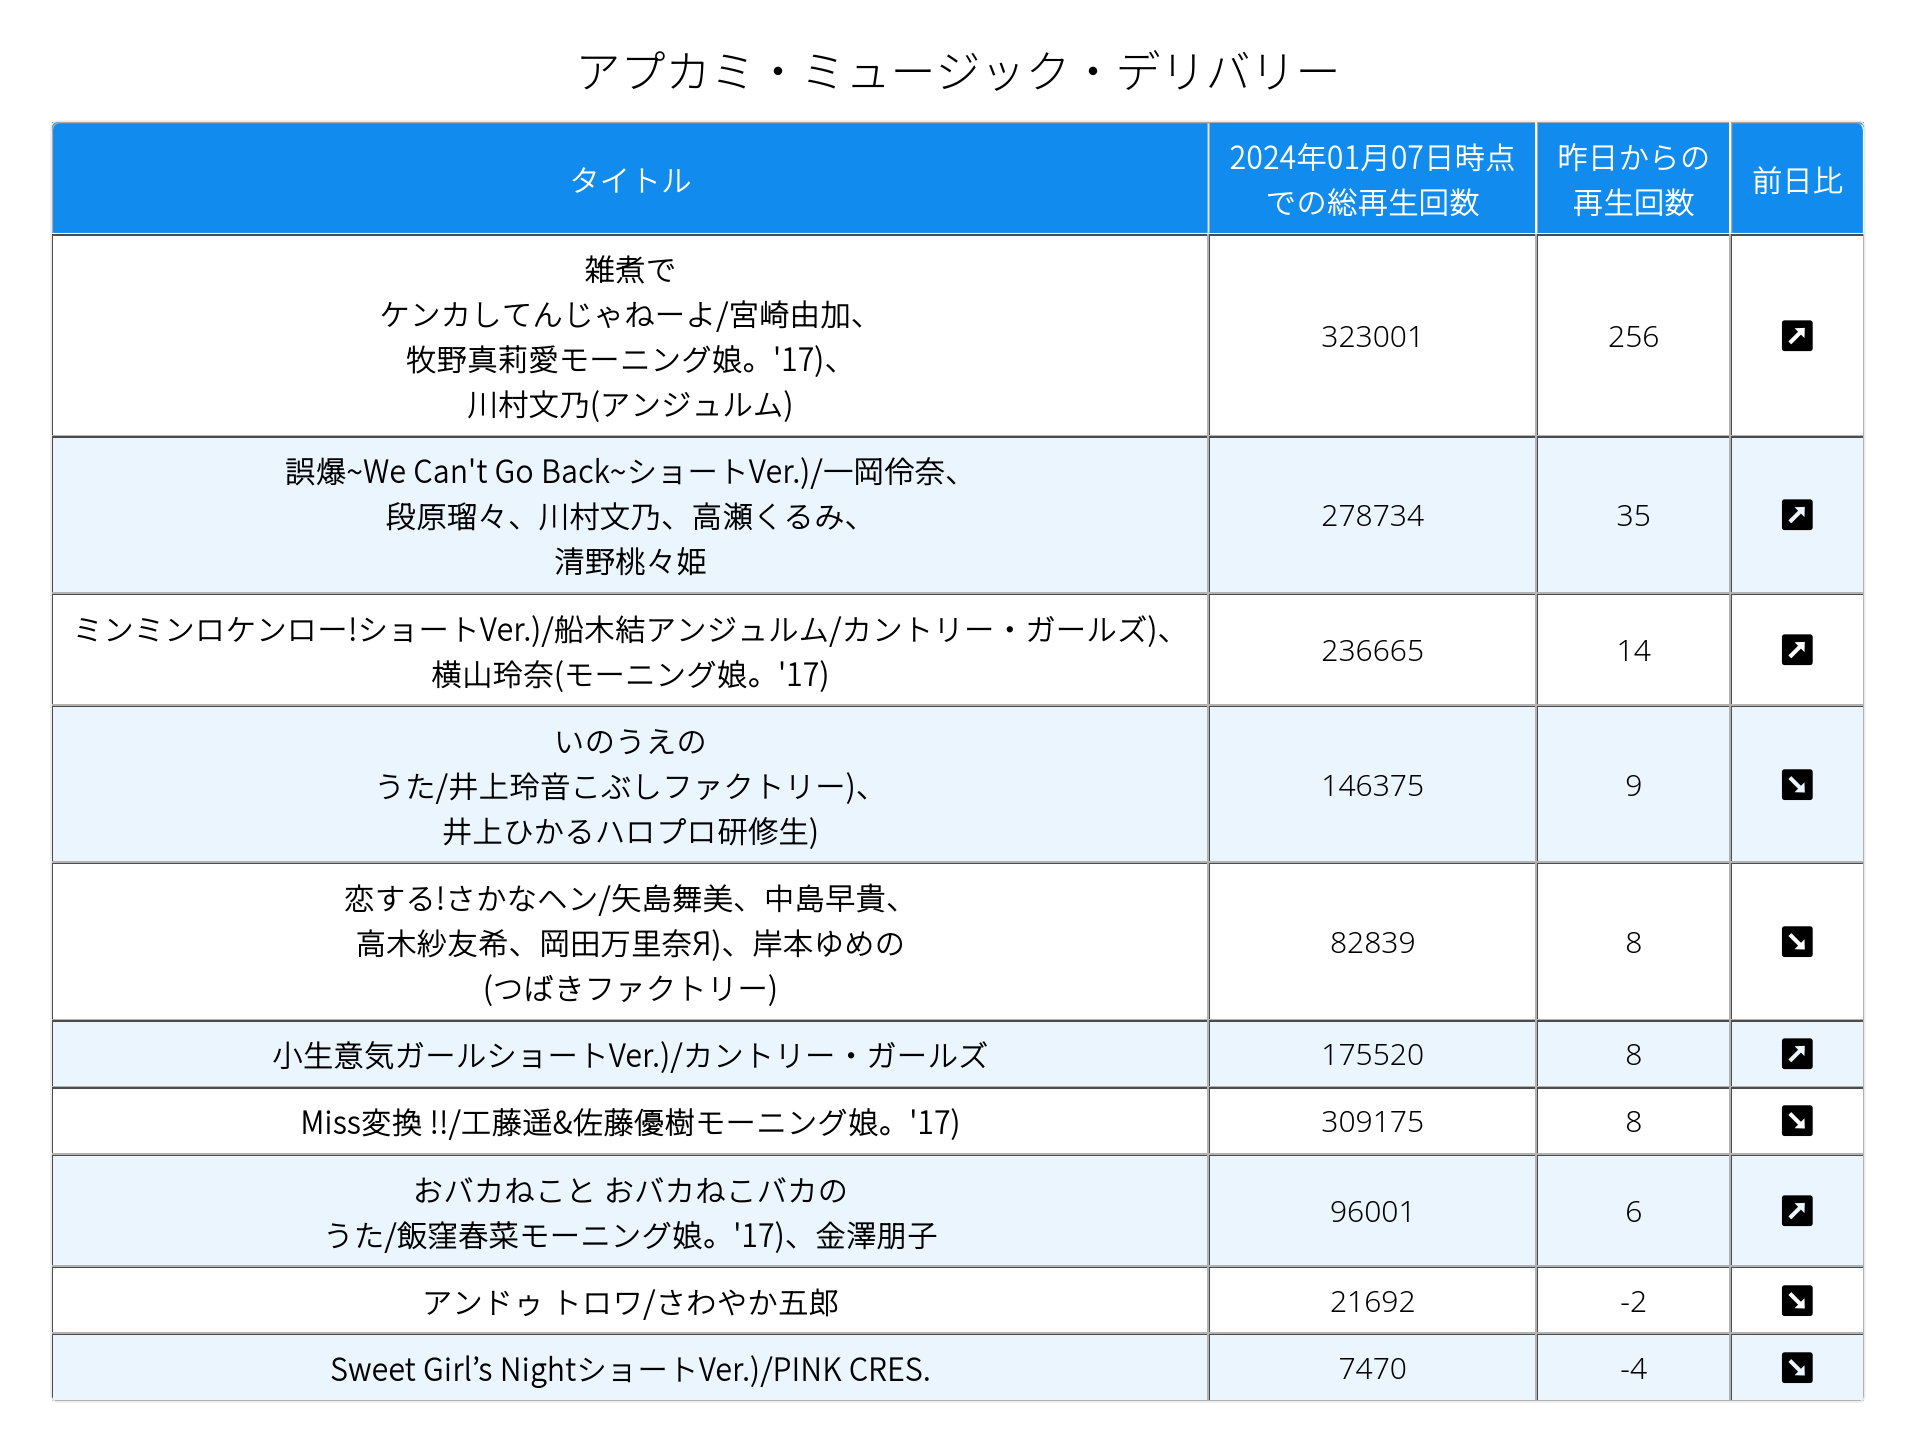 アプカミ・ミュージック・デリバリー
タイトル
2024年01月07日時点
での総再生回数
昨日からの
再生回数
前日比
雑煮で
ケンカしてんじゃねーよ/宮崎由加、
牧野真莉愛モーニング娘。'17)、
川村文乃(アンジュルム)
323001
256
誤爆~We Can't Go Back~ショートVer.)/一岡伶奈、
段原瑠々、川村文乃、高瀬くるみ、
清野桃々姫
278734
35
ミンミンロケンロー!ショートVer.)/船木結アンジュルム/カントリー・ガールズ)、
横山玲奈(モーニング娘。'17)
236665
14
いのうえの
うた/井上玲音こぶしファクトリー)、
井上ひかるハロプロ研修生)
146375
9
恋する!さかなヘン/矢島舞美、中島早貴、
高木紗友希、岡田万里奈Я)、岸本ゆめの
(つばきファクトリー)
82839
8
小生意気ガールショートVer.)/カントリー・ガールズ
175520
8
Miss変換 !!/工藤遥&佐藤優樹モーニング娘。'17)
309175
8
おバカねこと おバカねこバカの
うた/飯窪春菜モーニング娘。'17)、金澤朋子
96001
6
アンドゥ トロワ/さわやか五郎
21692
-2
Sweet Girl’s NightショートVer.)/PINK CRES.
7470
-4